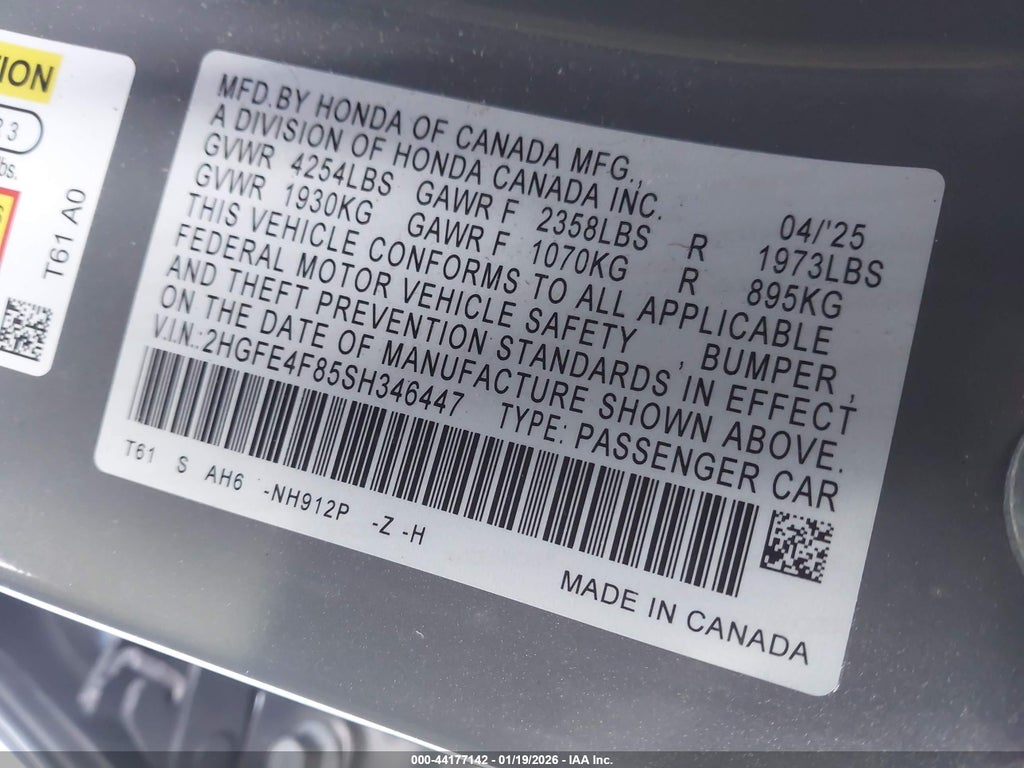 TION
R 3
lbs.
T61 A0
MFD.BY HONDA OF CANADA MFG.,
A DIVISION OF HONDA CANADA INC. 04/'25
GVWR 4254LBS GAWR F 2358LBS R 1973LBS
GVWR 1930KG GAWR F 1070KG R 895KG
THIS VEHICLE CONFORMS TO ALL APPLICABLE
FEDERAL MOTOR VEHICLE SAFETY , BUMPER ,
AND THEFT PREVENTION STANDARDS ' IN EFFECT
ON THE DATE OF MANUFACTURE SHOWN ABOVE.
V.I.N.:2HGFE4F85SH346447 TYPE: PASSENGER CAR
T61 S AH6 -NH912P -Z -H
MADE IN CANADA
000-44177142 - 01/19/2026 - IAA Inc.